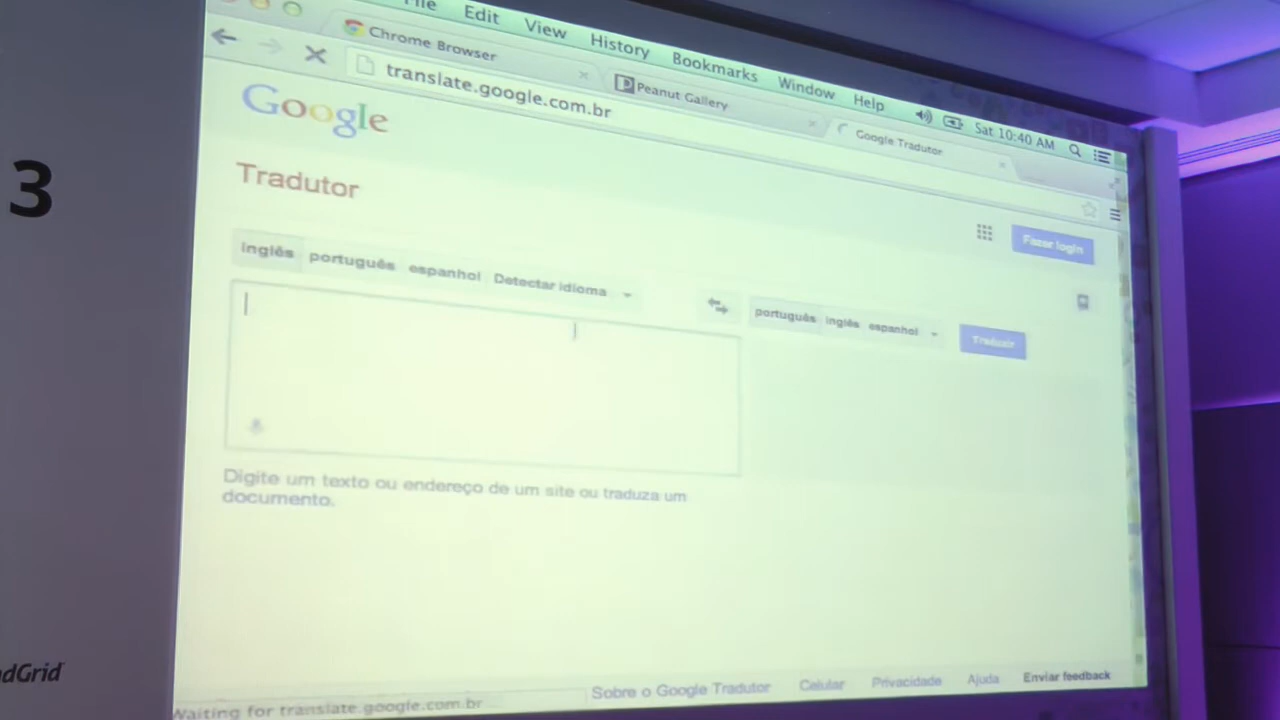 3
File Edit View History Bookmarks Window Help Sat 10:40 AM
Chrome Browser Peanut Gallery Google Tradutor
translate.google.com.br
Google
Tradutor
Fazer login
inglês português espanhol Detectar idioma português inglês espanhol Traduzir
Digite um texto ou endereço de um site ou traduza um
documento.
dGrid
Sobre o Google Tradutor Celular Privacidade Ajuda Enviar feedback
Waiting for translate.google.com.br